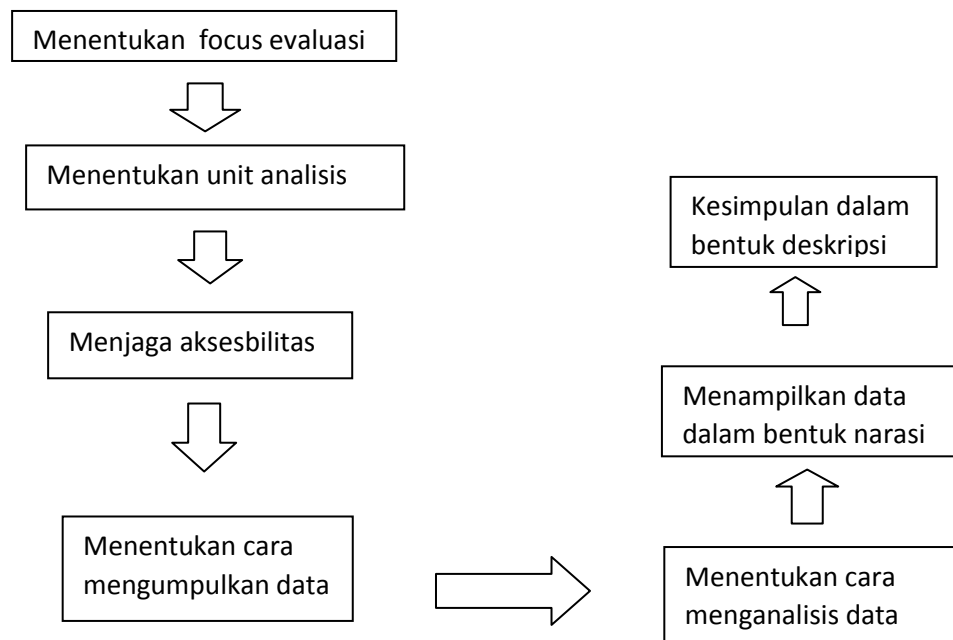 Menentukan focus evaluasi
Menentukan unit analisis
Menjaga aksesbilitas
Menentukan cara
mengumpulkan data
Menentukan cara
menganalisis data
Menampilkan data
dalam bentuk narasi
Kesimpulan dalam
bentuk deskripsi